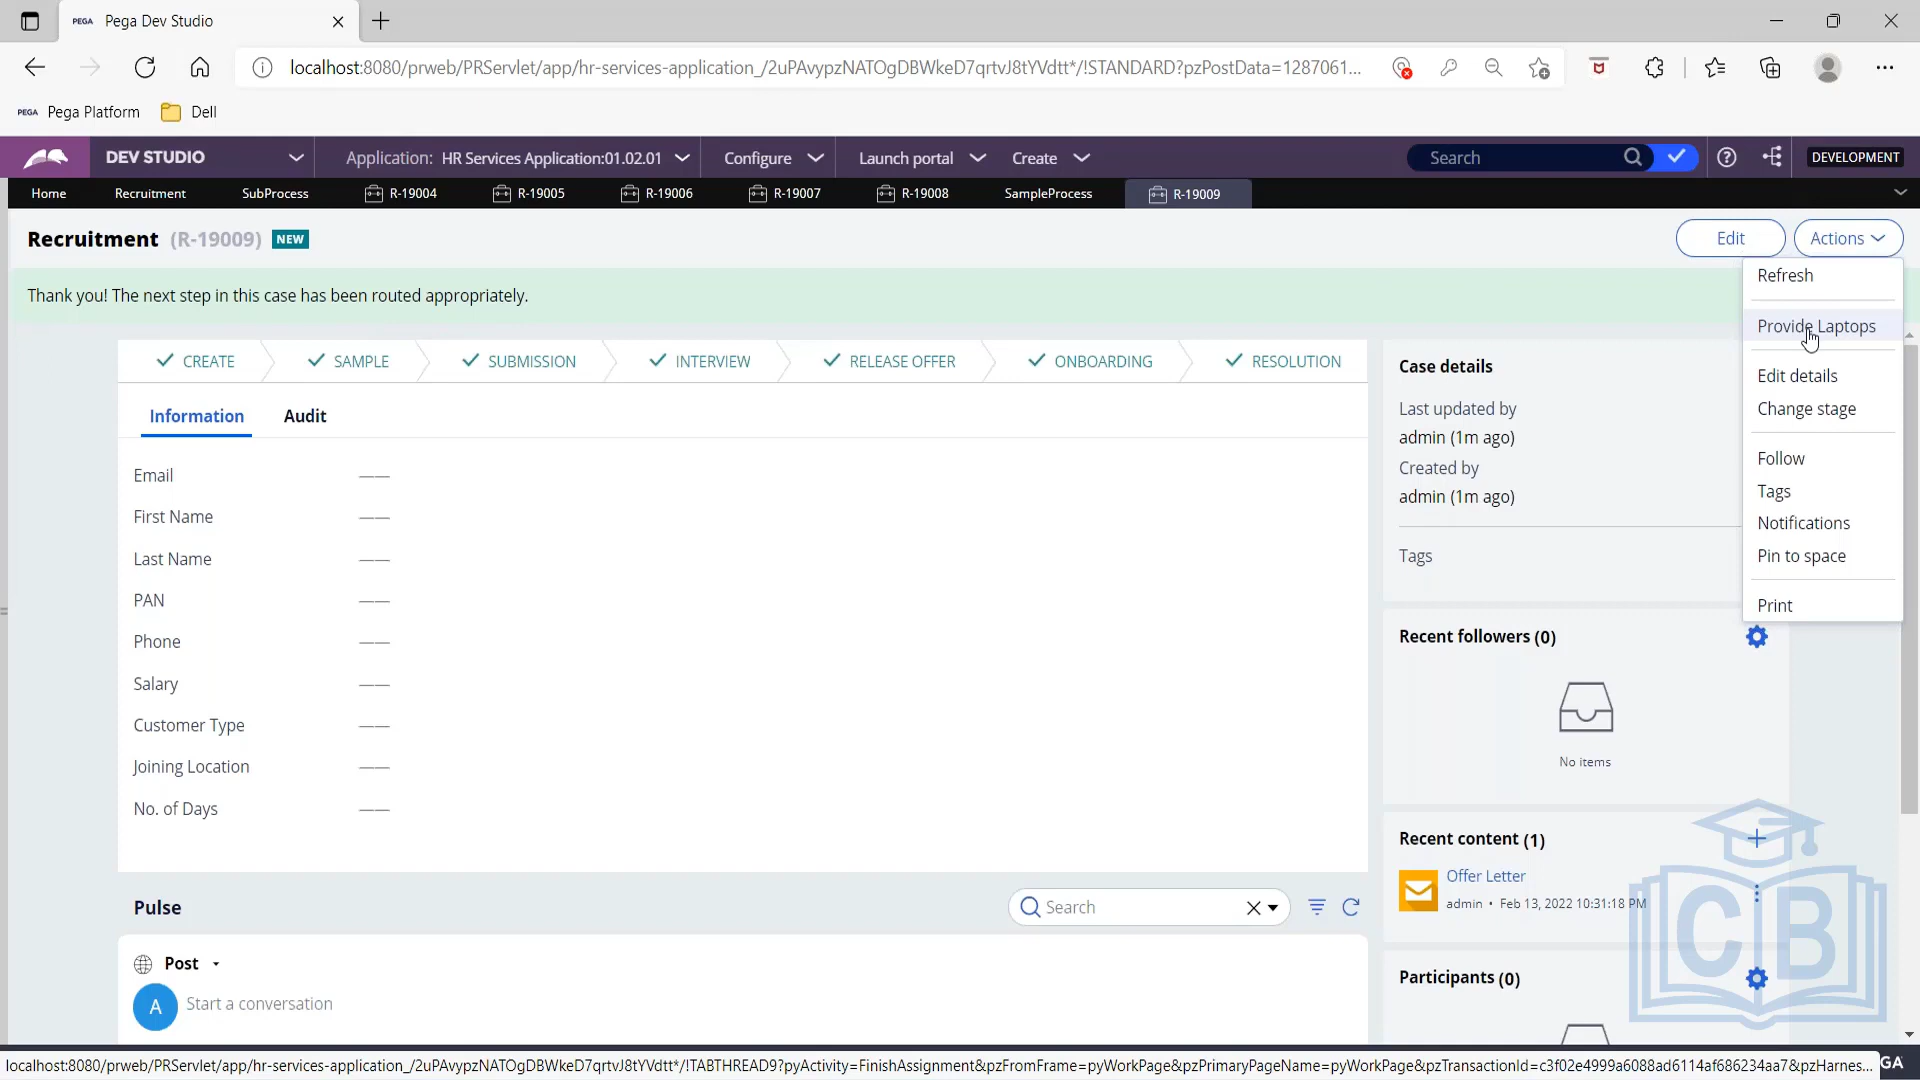 PEGA Pega Dev Studio
localhost:8080/prweb/PRServlet/app/hr-services-application_/2uPAvypzNATOgDBWkeD7qrtvJ8tYVdtt*/!STANDARD?pzPostData=1287061...
PEGA Pega Platform Dell
DEV STUDIO Application: HR Services Application:01.02.01 Configure Launch portal Create Search DEVELOPMENT
Home Recruitment SubProcess R-19004 R-19005 R-19006 R-19007 R-19008 SampleProcess R-19009
Recruitment (R-19009) NEW Edit Actions
Thank you! The next step in this case has been routed appropriately.
CREATE SAMPLE SUBMISSION INTERVIEW RELEASE OFFER ONBOARDING RESOLUTION
Information Audit
Email ——
First Name ——
Last Name ——
PAN ——
Phone ——
Salary ——
Customer Type ——
Joining Location ——
No. of Days ——
Pulse Search
Post
A Start a conversation
Case details
Last updated by
admin (1m ago)
Created by
admin (1m ago)
Tags
Recent followers (0)
No items
Recent content (1)
Offer Letter
admin • Feb 13, 2022 10:31:18 PM
Participants (0)
Refresh
Provide Laptops
Edit details
Change stage
Follow
Tags
Notifications
Pin to space
Print
CB
localhost:8080/prweb/PRServlet/app/hr-services-application_/2uPAvypzNATOgDBWkeD7qrtvJ8tYVdtt*/!TABTHREAD9?pyActivity=FinishAssignment&pzFromFrame=pyWorkPage&pzPrimaryPageName=pyWorkPage&pzTransactionId=c3f02e4999a6088ad6114af686234aa7&pzHarnes...
GA